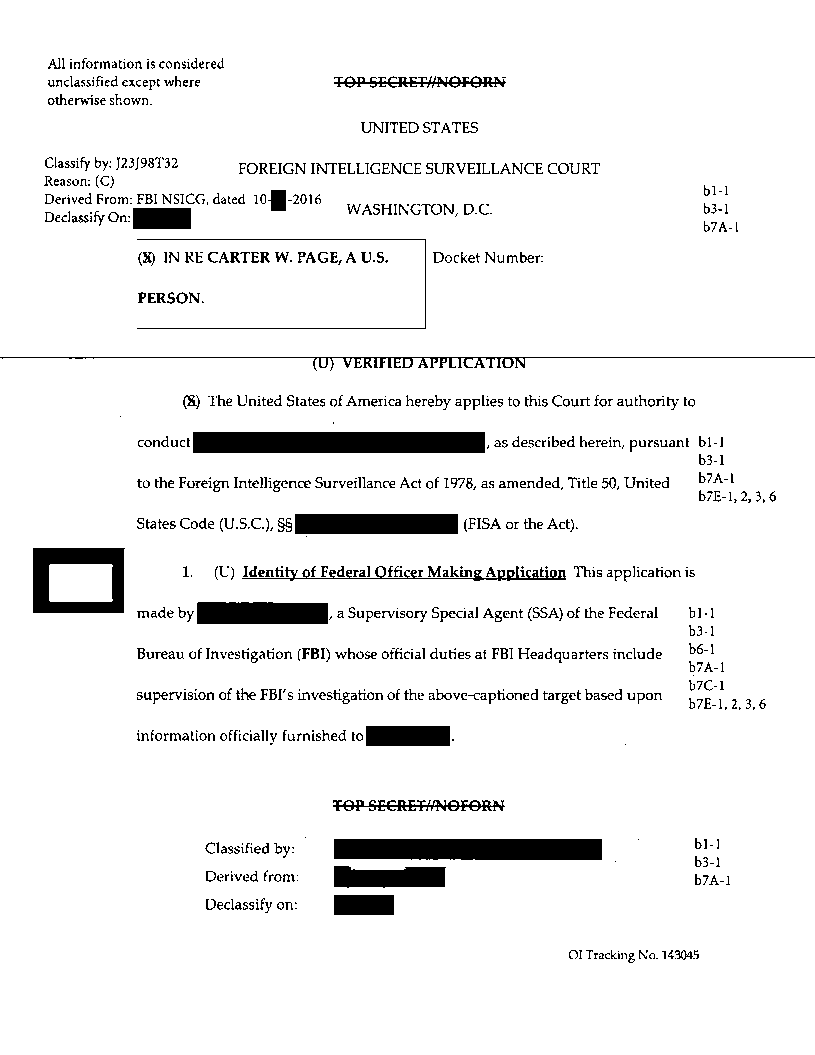 All information is considered
unclassified except where
otherwise shown.
TOP SECRET//NOFORN
UNITED STATES
Classify by: J23J98T32
Reason: (C)
Derived From: FBI NSICG, dated 10- -2016
Declassify On:
FOREIGN INTELLIGENCE SURVEILLANCE COURT
WASHINGTON, D.C.
b1-1
b3-1
b7A-1
IN RE CARTER W. PAGE, A U.S.
PERSON.
Docket Number:
(U) VERIFIED APPLICATION
The United States of America hereby applies to this Court for authority to
conduct , as described herein, pursuant
to the Foreign Intelligence Surveillance Act of 1978, as amended, Title 50, United
States Code (U.S.C.), §§ (FISA or the Act).
b1-1
b3-1
b7A-1
b7E-1, 2, 3, 6
1. (U) Identity of Federal Officer Making Application This application is
made by , a Supervisory Special Agent (SSA) of the Federal
Bureau of Investigation (FBI) whose official duties at FBI Headquarters include
supervision of the FBI's investigation of the above-captioned target based upon
information officially furnished to .
b1-1
b3-1
b6-1
b7A-1
b7C-1
b7E-1, 2, 3, 6
TOP SECRET//NOFORN
Classified by:
Derived from:
Declassify on:
b1-1
b3-1
b7A-1
OI Tracking No. 143045